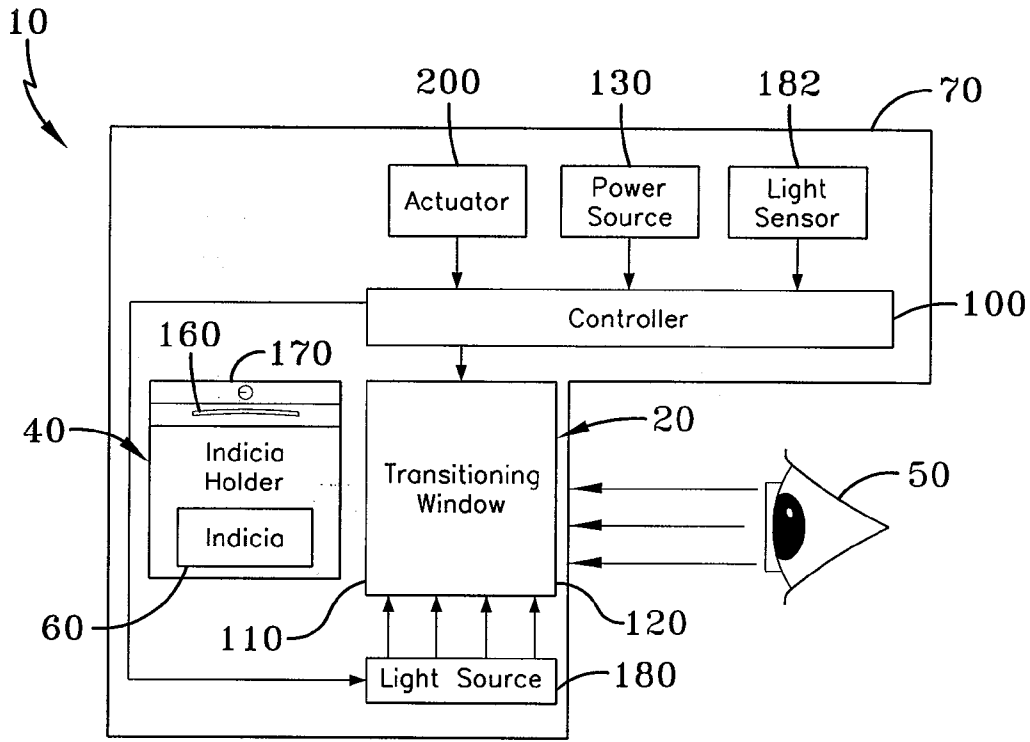 10
200
130
182
70
Actuator
Power
Source
Light
Sensor
Controller
100
160
170
40
Indicia
Holder
Transitioning
Window
20
50
Indicia
60
110
120
Light Source
180